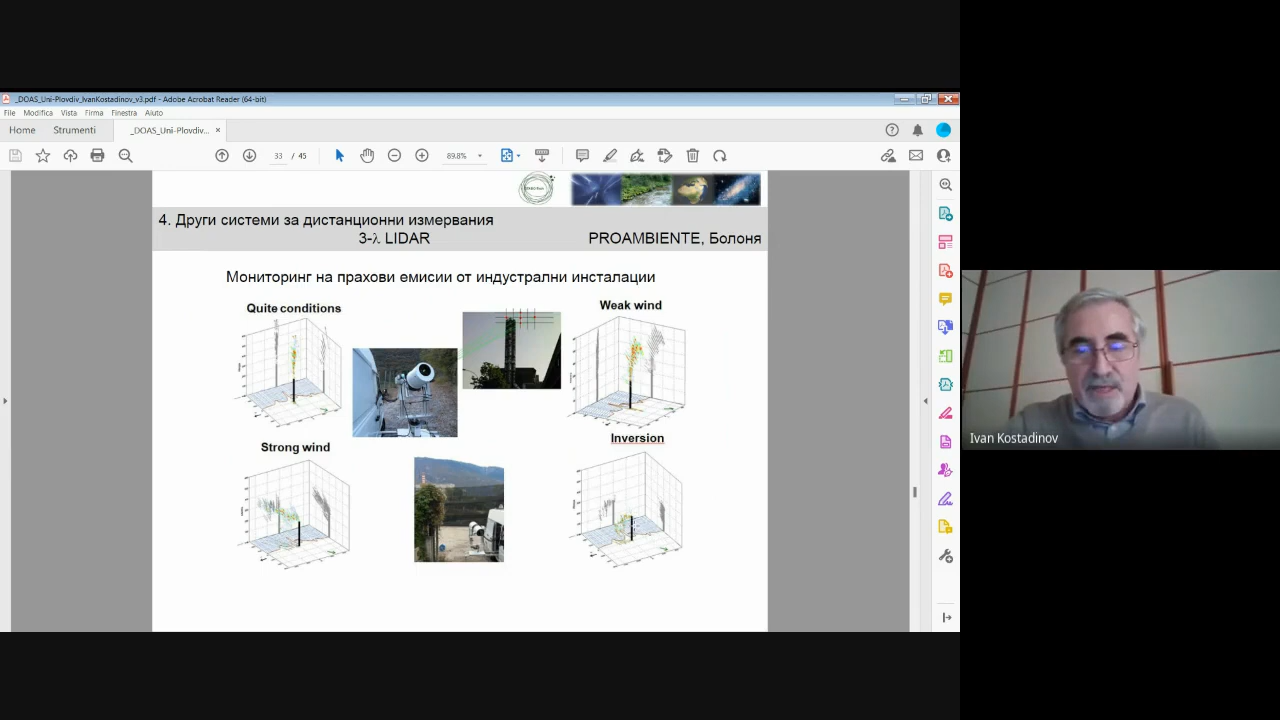 _DOAS_Uni-Plovdiv_IvanKostadinov_v3.pdf - Adobe Acrobat Reader (64-bit)
File Modifica Vista Firma Finestra Aiuto
Home Strumenti _DOAS_Uni-Plovdiv... ×
33 / 45 89.8%
4. Други системи за дистанционни измервания
3-λ LIDAR PROAMBIENTE, Болоня
Мониторинг на прахови емисии от индустрални инсталации
Quite conditions
Weak wind
Strong wind
Inversion
Ivan Kostadinov